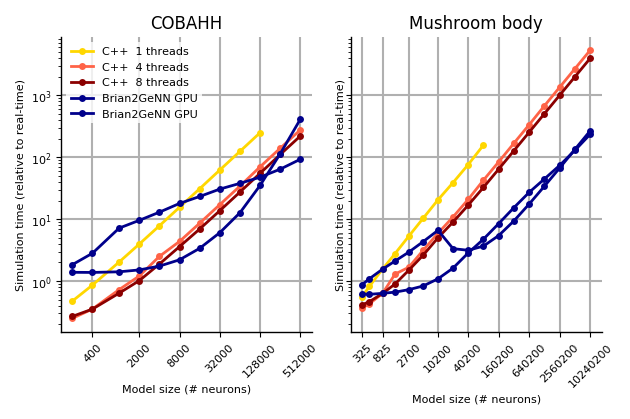 COBAHH
Simulation time (relative to real-time)
10³
10²
10¹
10⁰
C++ 1 threads
C++ 4 threads
C++ 8 threads
Brian2GeNN GPU
Brian2GeNN GPU
400
2000
8000
32000
128000
512000
Model size (# neurons)
Mushroom body
Simulation time (relative to real-time)
10³
10²
10¹
10⁰
325
825
2700
10200
40200
160200
640200
2560200
10240200
Model size (# neurons)